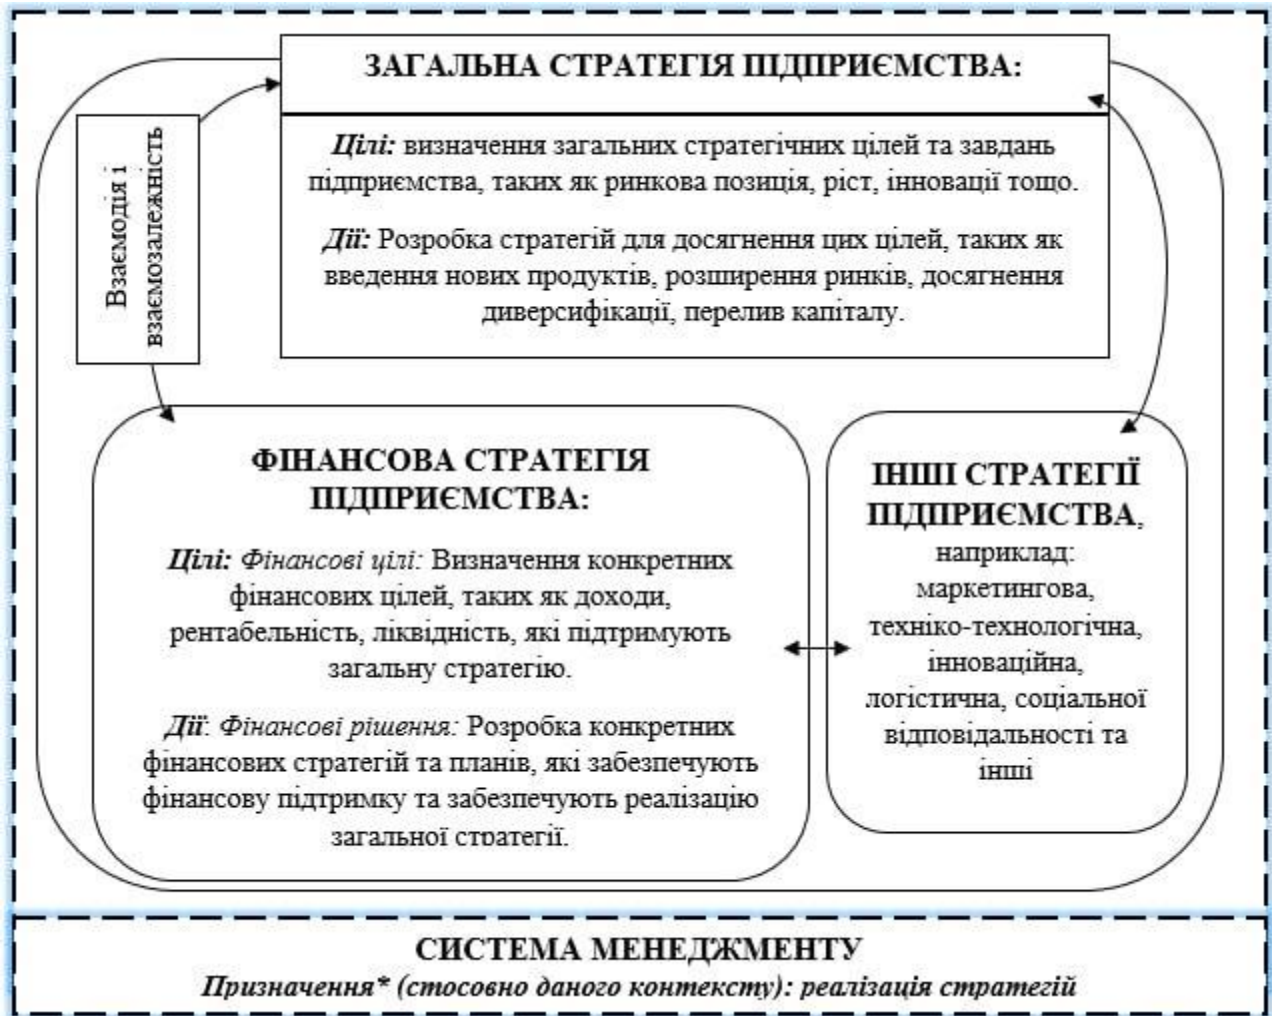 ЗАГАЛЬНА СТРАТЕГІЯ ПІДПРИЄМСТВА:
Цілі: визначення загальних стратегічних цілей та завдань
підприємства, таких як ринкова позиція, ріст, інновації тощо.
Дії: Розробка стратегій для досягнення цих цілей, таких як
введення нових продуктів, розширення ринків, досягнення
диверсифікації, перелив капіталу.
Взаємодія і
взаємозалежність
ФІНАНСОВА СТРАТЕГІЯ
ПІДПРИЄМСТВА:
Цілі: Фінансові цілі: Визначення конкретних
фінансових цілей, таких як доходи,
рентабельність, ліквідність, які підтримують
загальну стратегію.
Дії: Фінансові рішення: Розробка конкретних
фінансових стратегій та планів, які забезпечують
фінансову підтримку та забезпечують реалізацію
загальної стратегії.
ІНШІ СТРАТЕГІЇ
ПІДПРИЄМСТВА,
наприклад:
маркетингова,
техніко-технологічна,
інноваційна,
логістична, соціальної
відповідальності та
інші
СИСТЕМА МЕНЕДЖМЕНТУ
Призначення* (стосовно даного контексту): реалізація стратегій